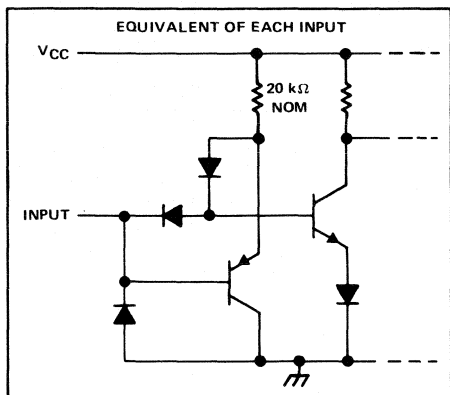 EQUIVALENT OF EACH INPUT
VCC
20 kΩ
NOM
INPUT